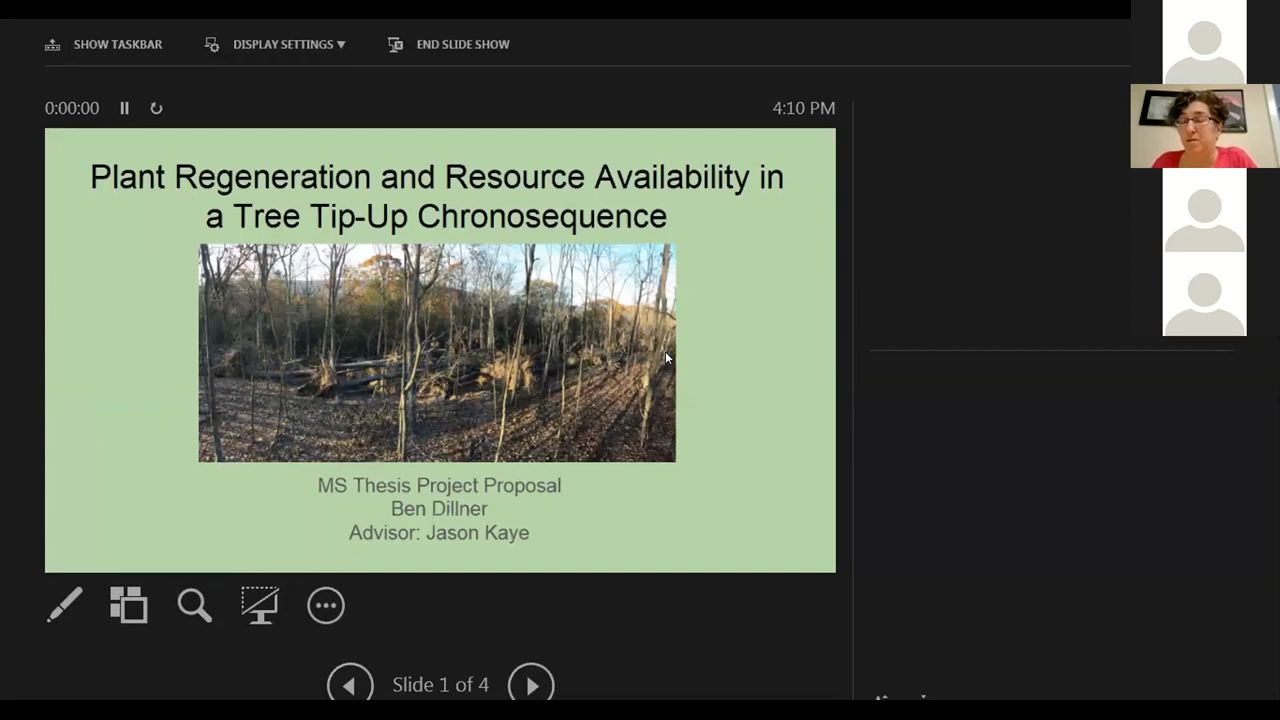 SHOW TASKBAR
DISPLAY SETTINGS ▼
END SLIDE SHOW
0:00:00
4:10 PM
Plant Regeneration and Resource Availability in
a Tree Tip-Up Chronosequence
MS Thesis Project Proposal
Ben Dillner
Advisor: Jason Kaye
Slide 1 of 4